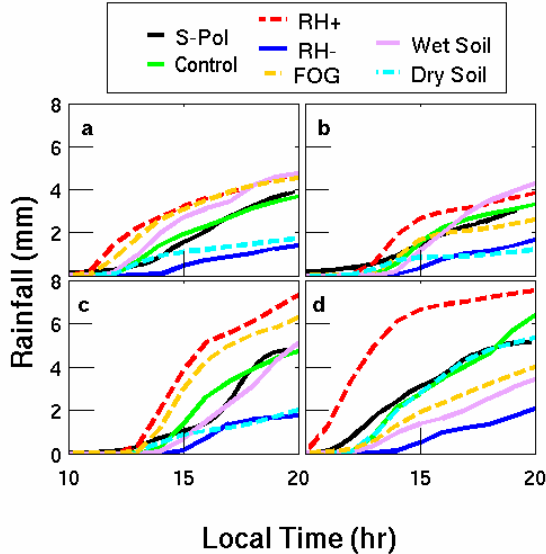 S-Pol
Control
RH+
RH-
FOG
Wet Soil
Dry Soil
Rainfall (mm)
8
6
4
2
a
b
8
6
4
2
0
c
d
10
15
20
15
20
Local Time (hr)